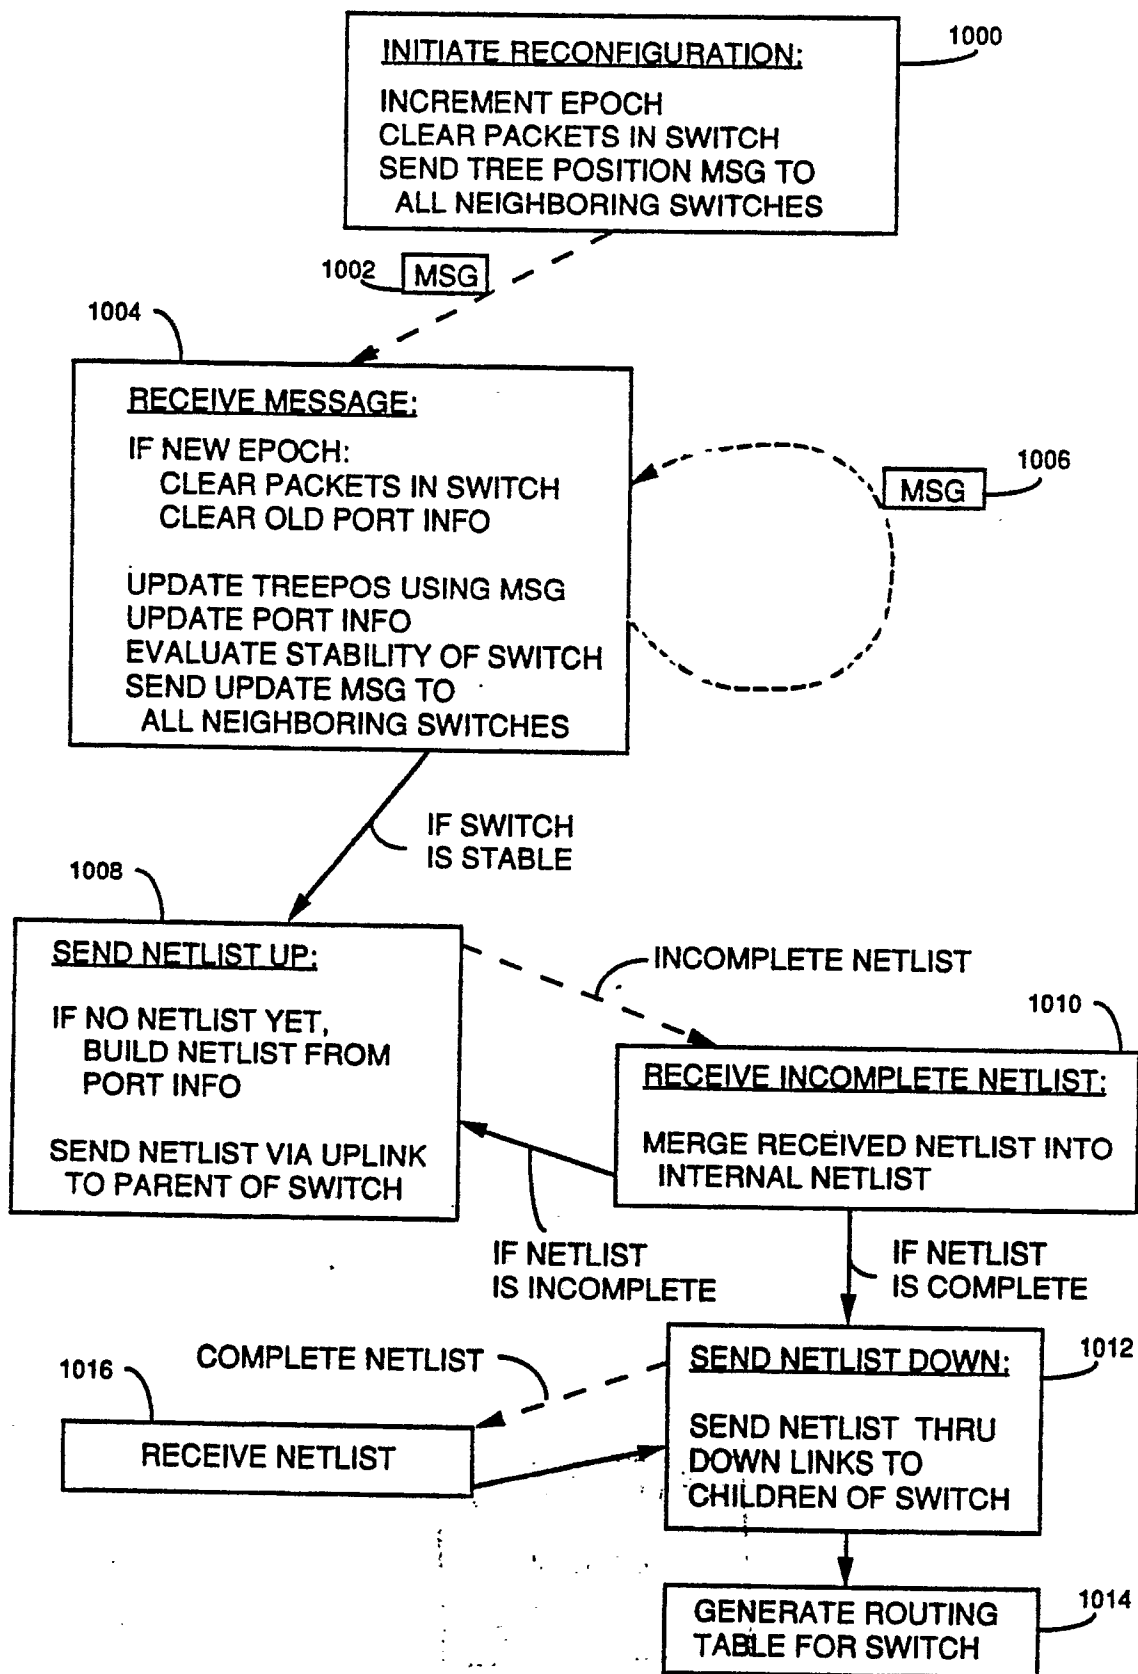 INITIATE RECONFIGURATION:
1000
INCREMENT EPOCH
CLEAR PACKETS IN SWITCH
SEND TREE POSITION MSG TO
ALL NEIGHBORING SWITCHES
1002
MSG
1004
RECEIVE MESSAGE:
IF NEW EPOCH:
CLEAR PACKETS IN SWITCH
CLEAR OLD PORT INFO
UPDATE TREEPOS USING MSG
UPDATE PORT INFO
EVALUATE STABILITY OF SWITCH
SEND UPDATE MSG TO
ALL NEIGHBORING SWITCHES
MSG
1006
IF SWITCH
IS STABLE
1008
SEND NETLIST UP:
IF NO NETLIST YET,
BUILD NETLIST FROM
PORT INFO
SEND NETLIST VIA UPLINK
TO PARENT OF SWITCH
INCOMPLETE NETLIST
1010
RECEIVE INCOMPLETE NETLIST:
MERGE RECEIVED NETLIST INTO
INTERNAL NETLIST
IF NETLIST
IS INCOMPLETE
IF NETLIST
IS COMPLETE
COMPLETE NETLIST
1016
RECEIVE NETLIST
SEND NETLIST DOWN:
1012
SEND NETLIST THRU
DOWN LINKS TO
CHILDREN OF SWITCH
GENERATE ROUTING
TABLE FOR SWITCH
1014